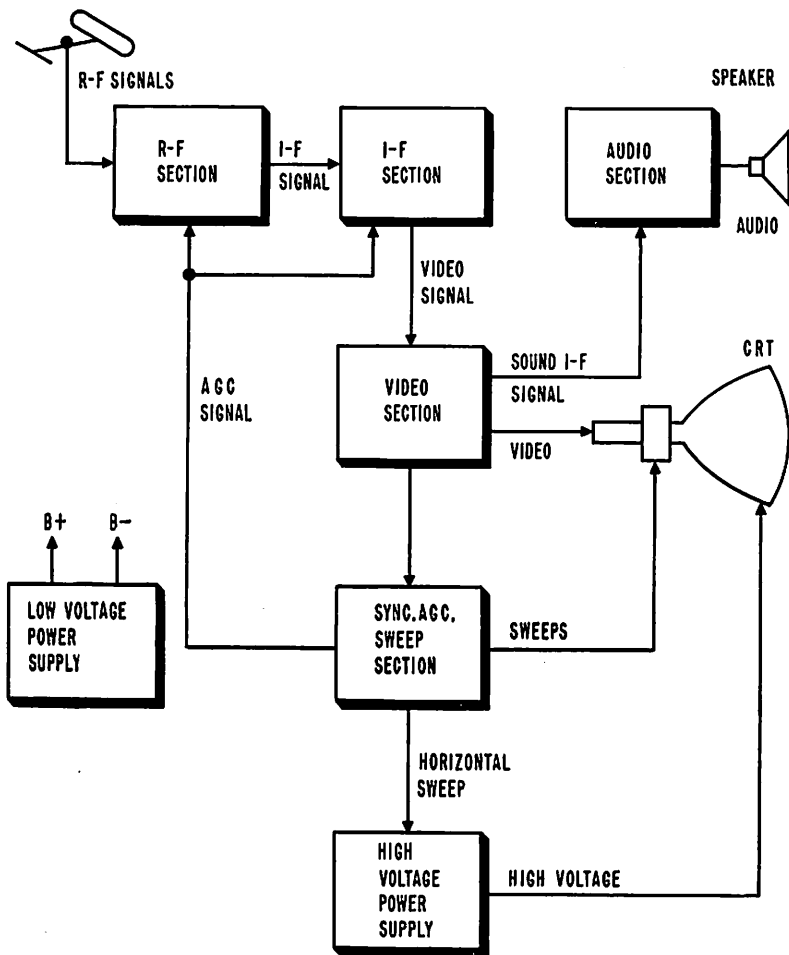 R-F SIGNALS
R-F
SECTION
I-F
SIGNAL
I-F
SECTION
SPEAKER
AUDIO
SECTION
AUDIO
VIDEO
SIGNAL
AGC
SIGNAL
VIDEO
SECTION
SOUND I-F
SIGNAL
VIDEO
CRT
B+ B-
LOW VOLTAGE
POWER
SUPPLY
SYNC.AGC.
SWEEP
SECTION
SWEEPS
HORIZONTAL
SWEEP
HIGH
VOLTAGE
POWER
SUPPLY
HIGH VOLTAGE